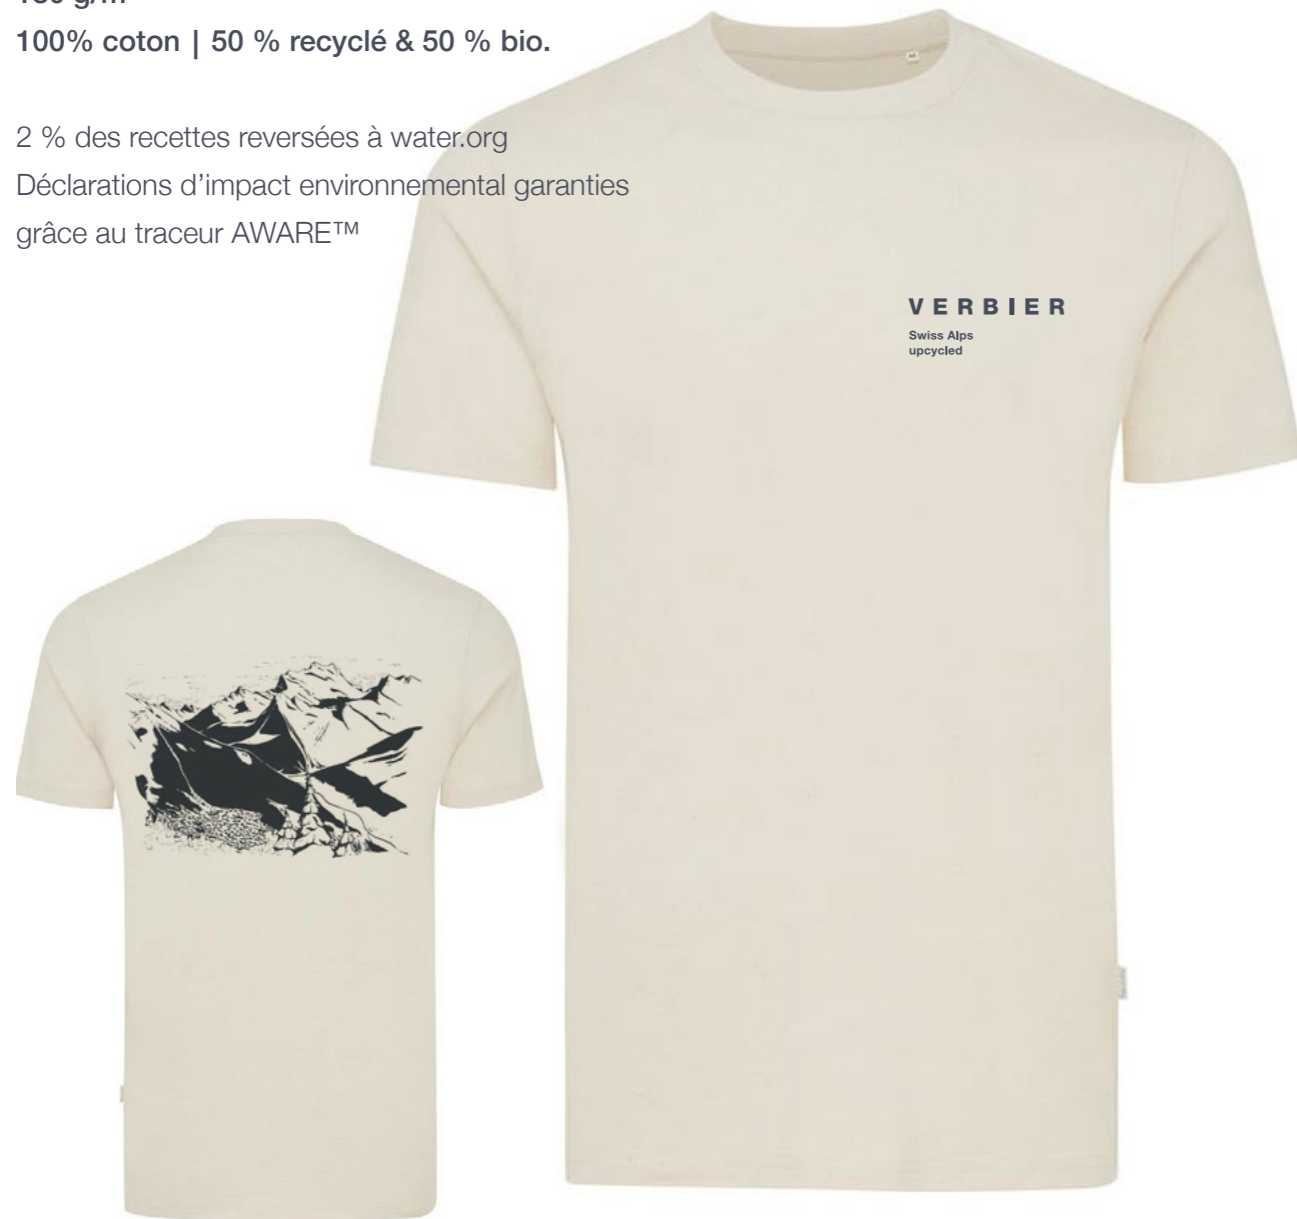 100% coton | 50 % recyclé & 50 % bio.
2 % des recettes reversées à water.org
Déclarations d’impact environnemental garanties
grâce au traceur AWARE™
VERBIER
Swiss Alps
upcycled